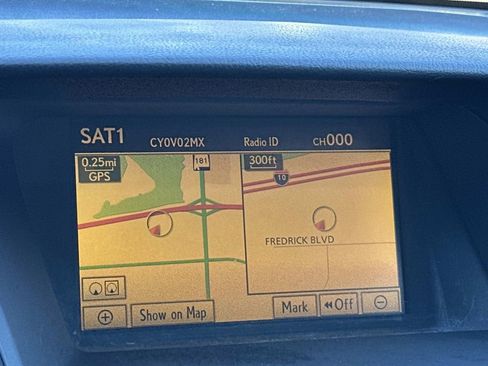 SAT1 CY0V02MX Radio ID CH000
0.25mi
GPS
181
300ft
10
FREDRICK BLVD
Show on Map
Mark
Off